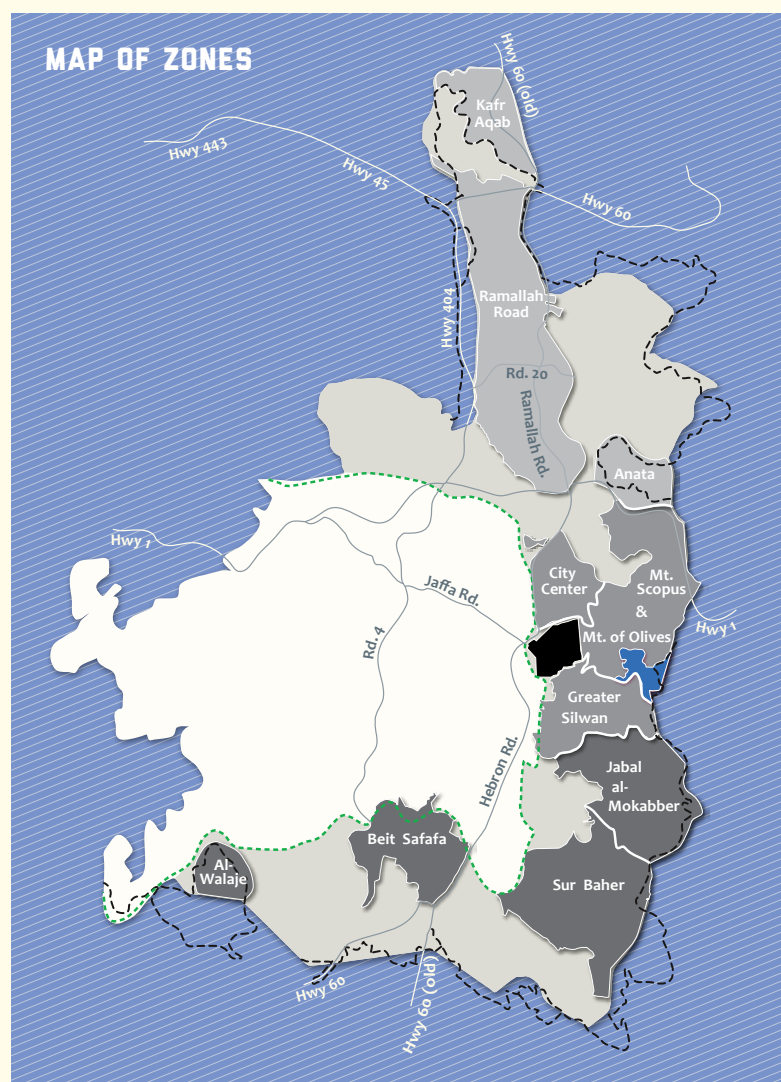 MAP OF ZONES
Hwy 60 (old)
Kafr
Aqab
Hwy 443
Hwy 45
Hwy 60
Ramallah
Road
Hwy 404
Rd. 20
Ramallah Rd.
Anata
Hwy 1
City
Center
Mt.
Scopus
&
Mt. of Olives
Jaffa Rd.
Hwy 1
Rd. 4
Greater
Silwan
Hebron Rd.
Jabal
al-
Mokabber
Beit Safafa
Al-
Walaje
Sur Baher
Hwy 60
Hwy 60 (old)